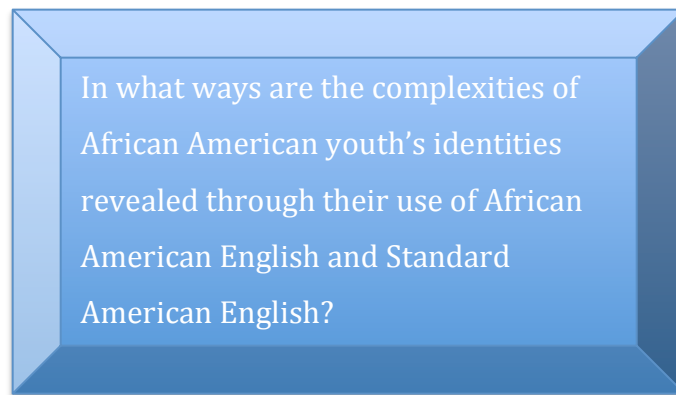 In what ways are the complexities of
African American youth’s identities
revealed through their use of African
American English and Standard
American English?